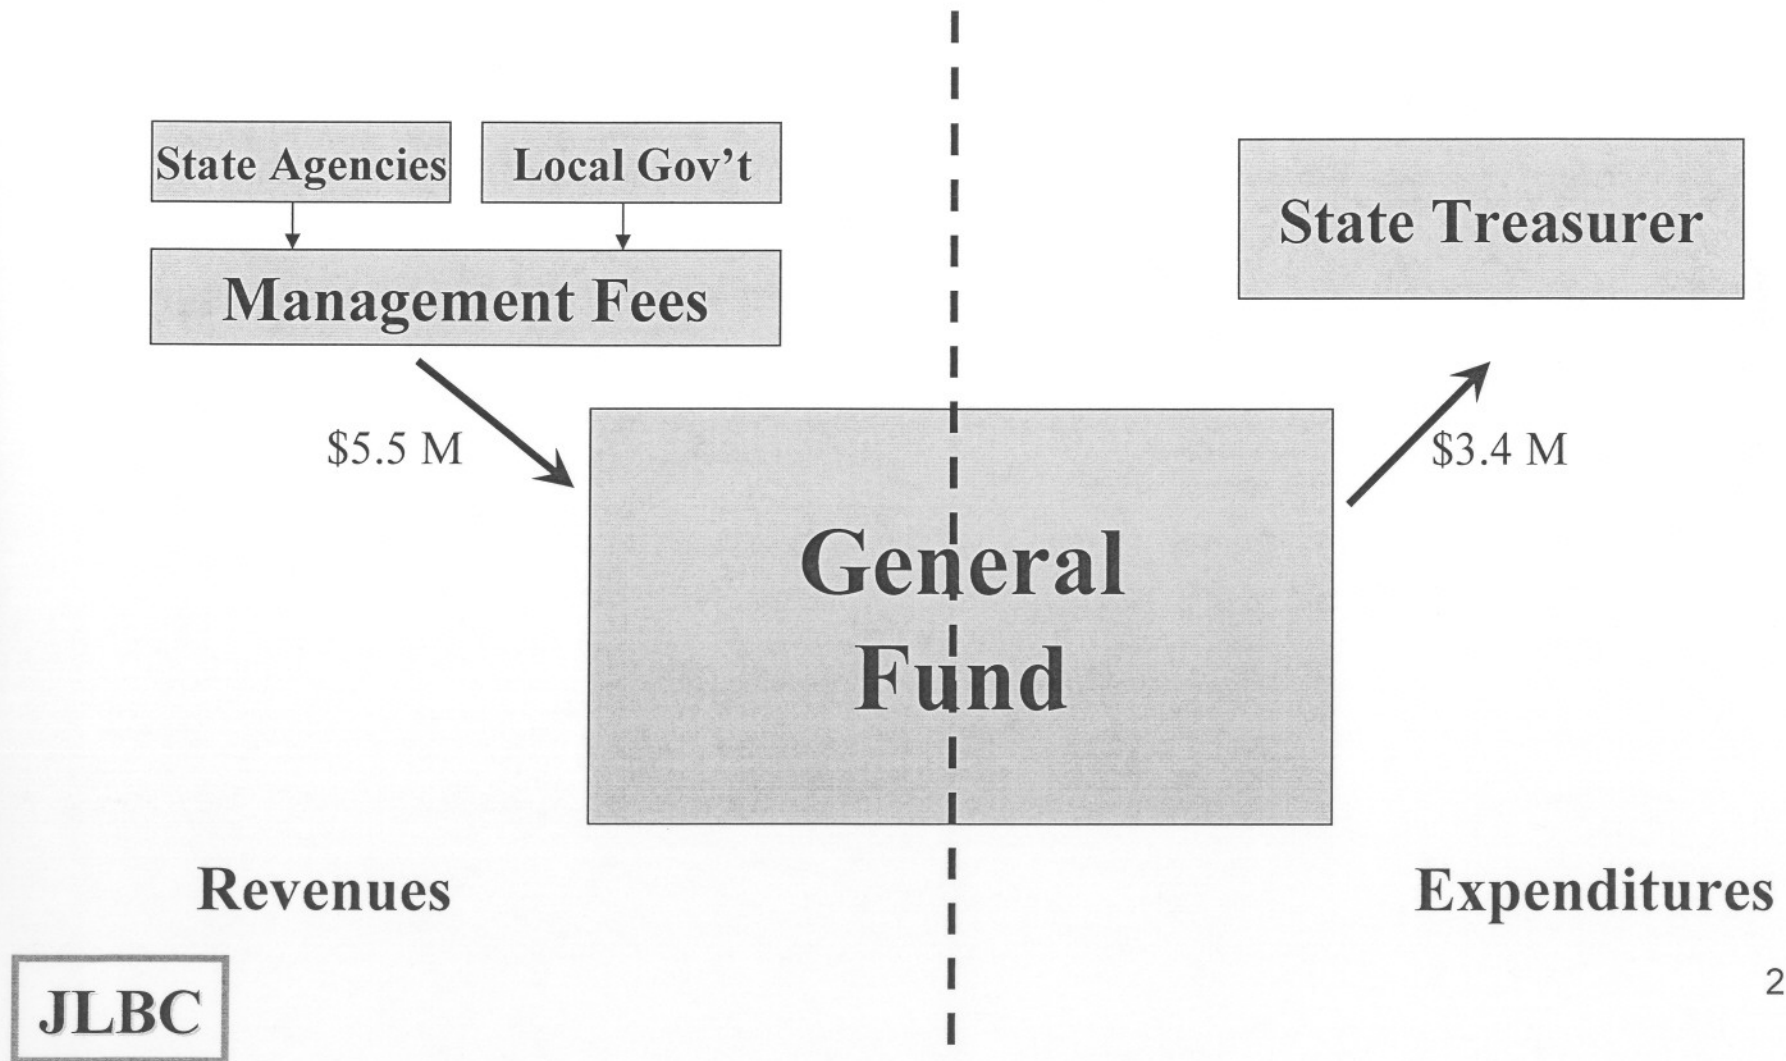 State Agencies
Local Gov't
Management Fees
State Treasurer
$5.5 M
$3.4 M
General
Fund
Revenues
Expenditures
JLBC
2